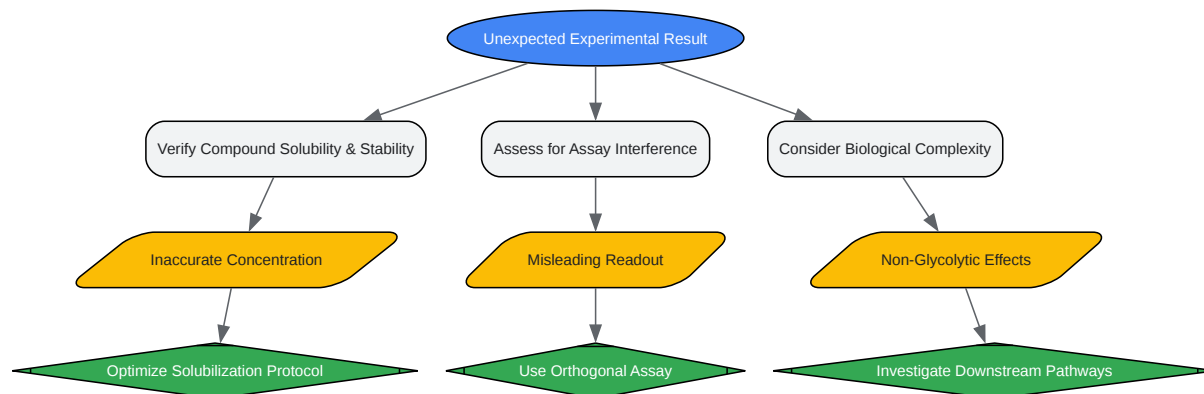 Unexpected Experimental Result
Verify Compound Solubility & Stability
Assess for Assay Interference
Consider Biological Complexity
Inaccurate Concentration
Misleading Readout
Non-Glycolytic Effects
Optimize Solubilization Protocol
Use Orthogonal Assay
Investigate Downstream Pathways